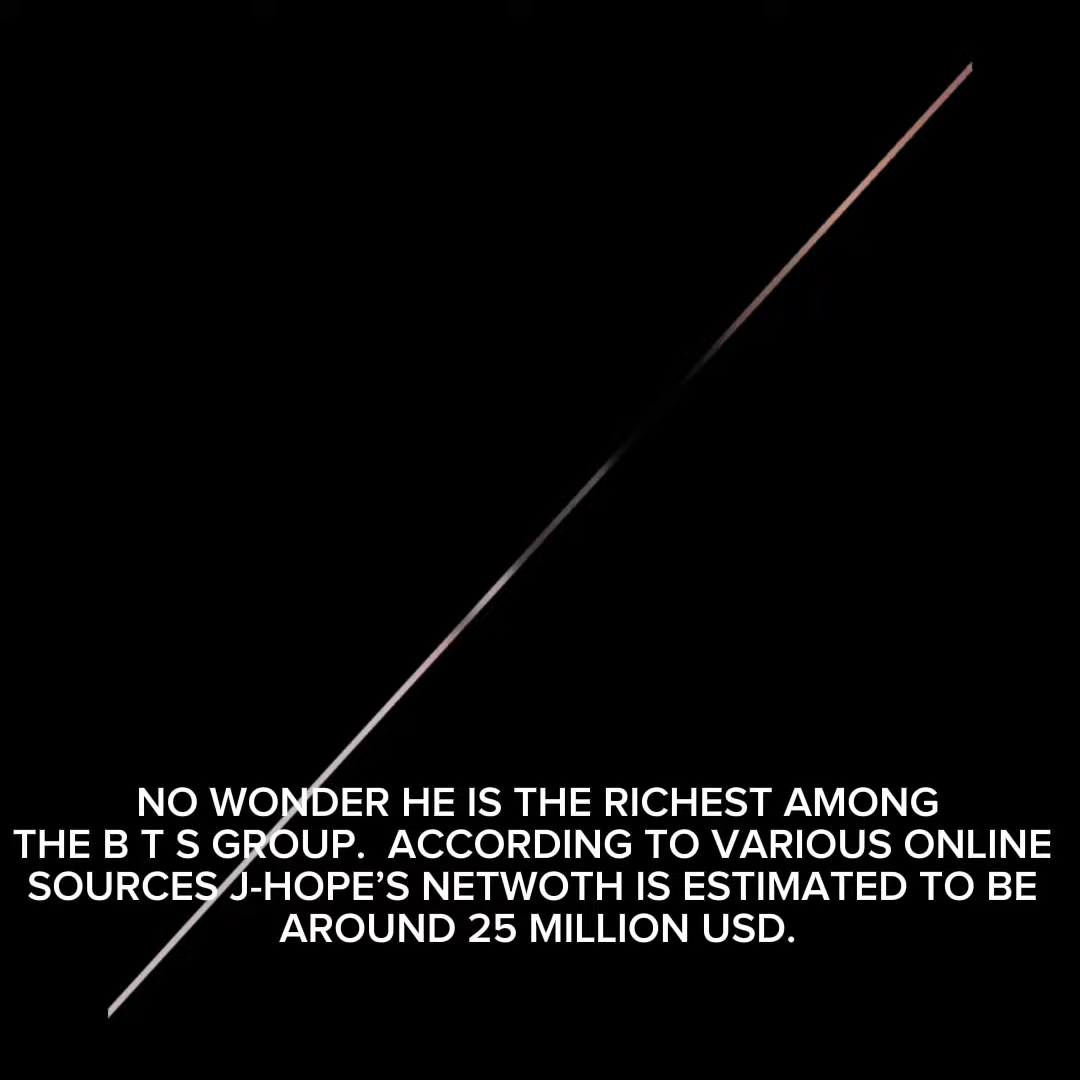 NO WONDER HE IS THE RICHEST AMONG
THE B T S GROUP.  ACCORDING TO VARIOUS ONLINE
SOURCES J-HOPE’S NETWOTH IS ESTIMATED TO BE
AROUND 25 MILLION USD.